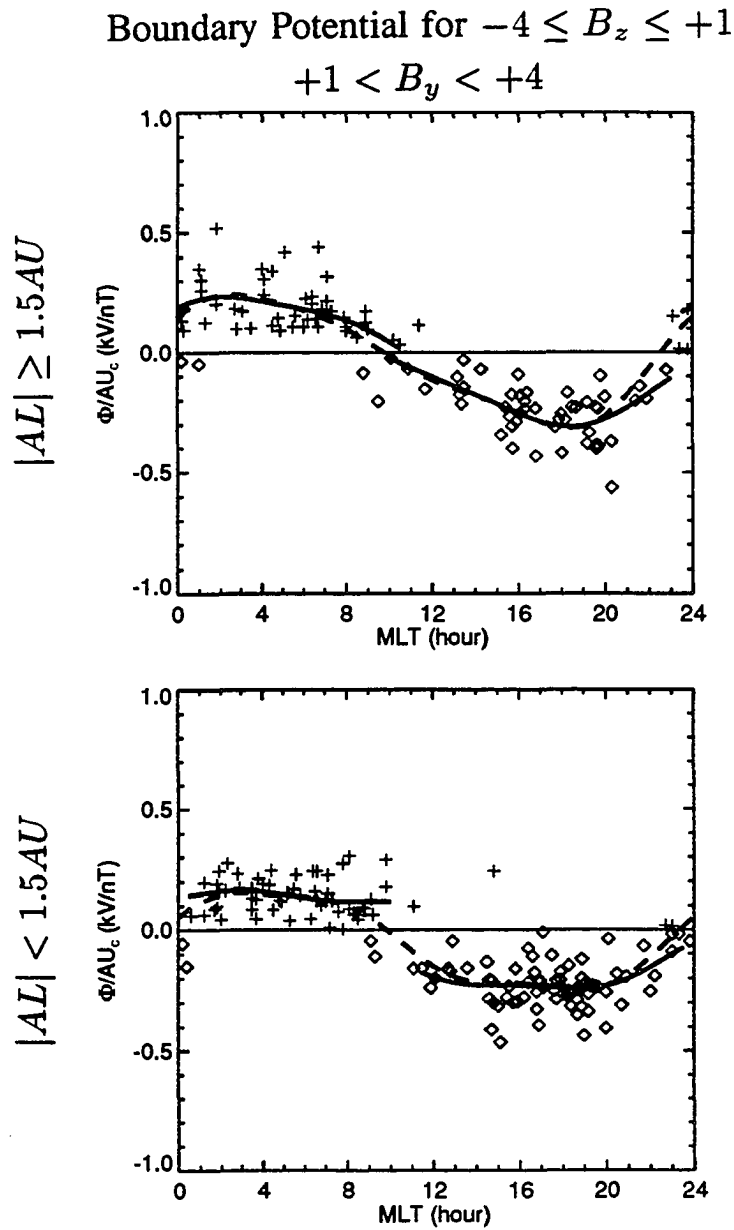 Boundary Potential for −4 ≤ B_z ≤ +1
+1 < B_y < +4
|AL| ≥ 1.5AU
Φ/AU_c (kV/nT)
1.0
0.5
0.0
-0.5
-1.0
0 4 8 12 16 20 24
MLT (hour)
|AL| < 1.5AU
Φ/AU_c (kV/nT)
1.0
0.5
0.0
-0.5
-1.0
0 4 8 12 16 20 24
MLT (hour)